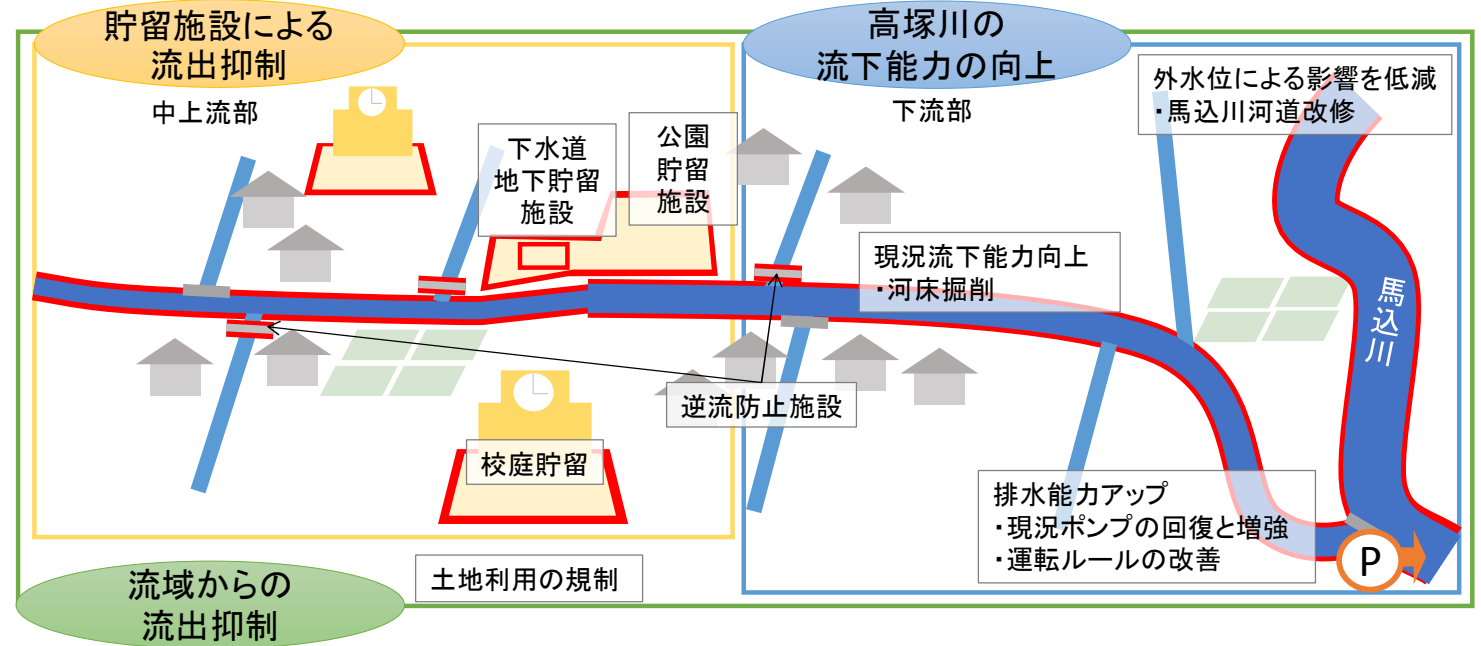 貯留施設による
流出抑制
中上流部
下水道
地下貯留
施設
公園
貯留
施設
校庭貯留
高塚川の
流下能力の向上
下流部
外水位による影響を低減
・馬込川河道改修
現況流下能力向上
・河床掘削
馬込川
逆流防止施設
排水能力アップ
・現況ポンプの回復と増強
・運転ルールの改善
P
流域からの
流出抑制
土地利用の規制